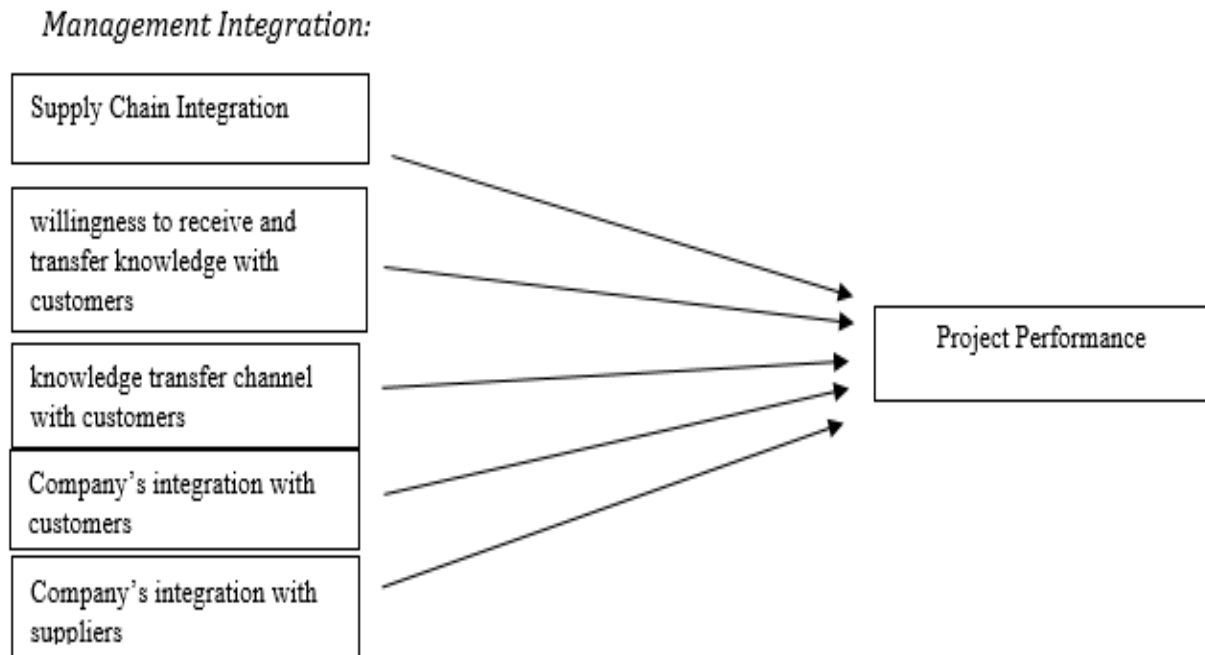 Management Integration:
Supply Chain Integration
willingness to receive and
transfer knowledge with
customers
knowledge transfer channel
with customers
Company’s integration with
customers
Company’s integration with
suppliers
Project Performance